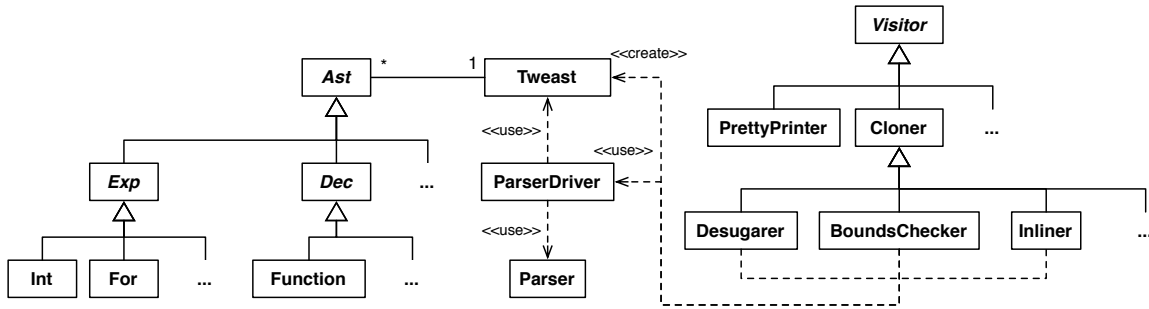 Visitor
<<create>>
*
1
Ast
Tweast
PrettyPrinter
Cloner
...
<<use>>
<<use>>
Exp
Dec
...
ParserDriver
<<use>>
Desugarer
BoundsChecker
Inliner
...
Int
For
...
Function
...
Parser